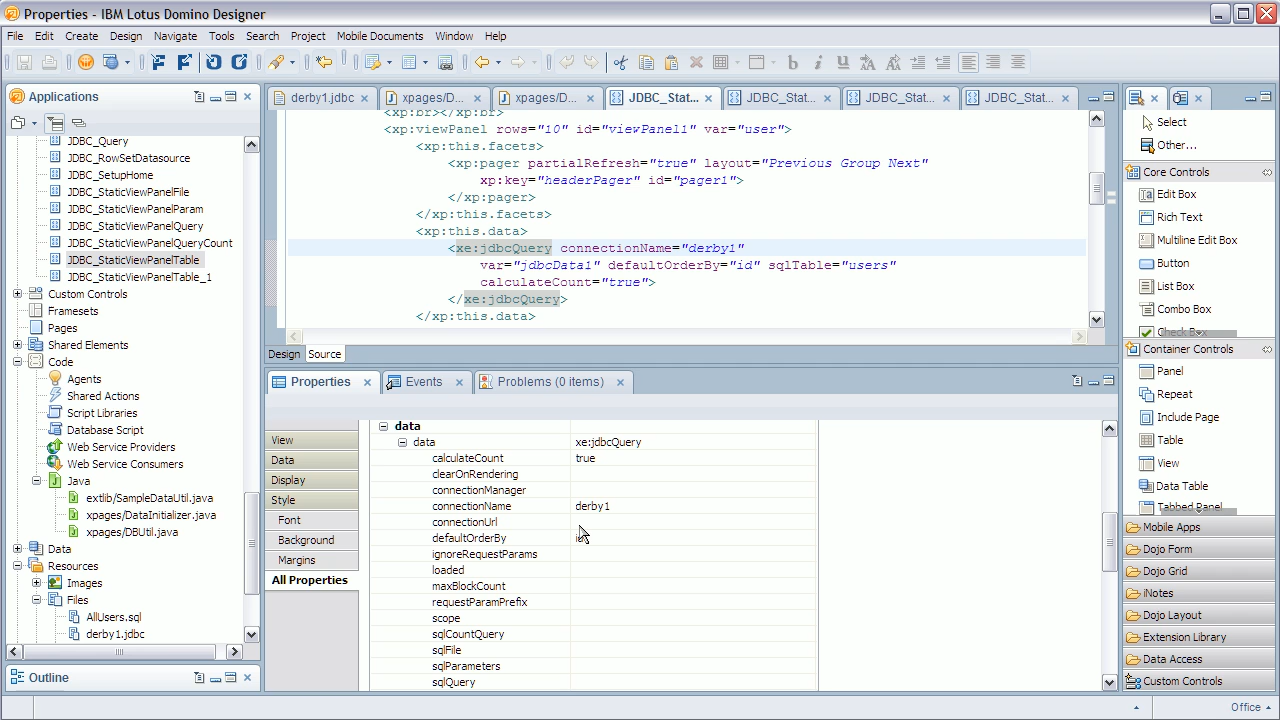 Properties - IBM Lotus Domino Designer
File Edit Create Design Navigate Tools Search Project Mobile Documents Window Help
Applications
JDBC_Query
JDBC_RowSetDatasource
JDBC_SetupHome
JDBC_StaticViewPanelFile
JDBC_StaticViewPanelParam
JDBC_StaticViewPanelQuery
JDBC_StaticViewPanelQueryCount
JDBC_StaticViewPanelTable
JDBC_StaticViewPanelTable_1
Custom Controls
Framesets
Pages
Shared Elements
Code
Agents
Shared Actions
Script Libraries
Database Script
Web Service Providers
Web Service Consumers
Java
extlib/SampleDataUtil.java
xpages/DataInitializer.java
xpages/DBUtil.java
Data
Resources
Images
Files
AllUsers.sql
derby1.jdbc
Outline
derby1.jdbc xpages/D... xpages/D... JDBC_Stat... JDBC_Stat... JDBC_Stat... JDBC_Stat...
<xp:br></xp:br>
<xp:viewPanel rows="10" id="viewPanel1" var="user">
<xp:this.facets>
<xp:pager partialRefresh="true" layout="Previous Group Next"
xp:key="headerPager" id="pager1">
</xp:pager>
</xp:this.facets>
<xp:this.data>
<xe:jdbcQuery connectionName="derby1"
var="jdbcData1" defaultOrderBy="id" sqlTable="users"
calculateCount="true">
</xe:jdbcQuery>
</xp:this.data>
Design Source
Properties Events Problems (0 items)
View
Data
Display
Style
Font
Background
Margins
All Properties
data
data xe:jdbcQuery
calculateCount true
clearOnRendering
connectionManager
connectionName derby1
connectionUrl
defaultOrderBy
ignoreRequestParams
loaded
maxBlockCount
requestParamPrefix
scope
sqlCountQuery
sqlFile
sqlParameters
sqlQuery
Select
Other...
Core Controls
Edit Box
Rich Text
Multiline Edit Box
Button
List Box
Combo Box
Check Box
Container Controls
Panel
Repeat
Include Page
Table
View
Data Table
Tabbed Panel
Mobile Apps
Dojo Form
Dojo Grid
iNotes
Dojo Layout
Extension Library
Data Access
Custom Controls
Office